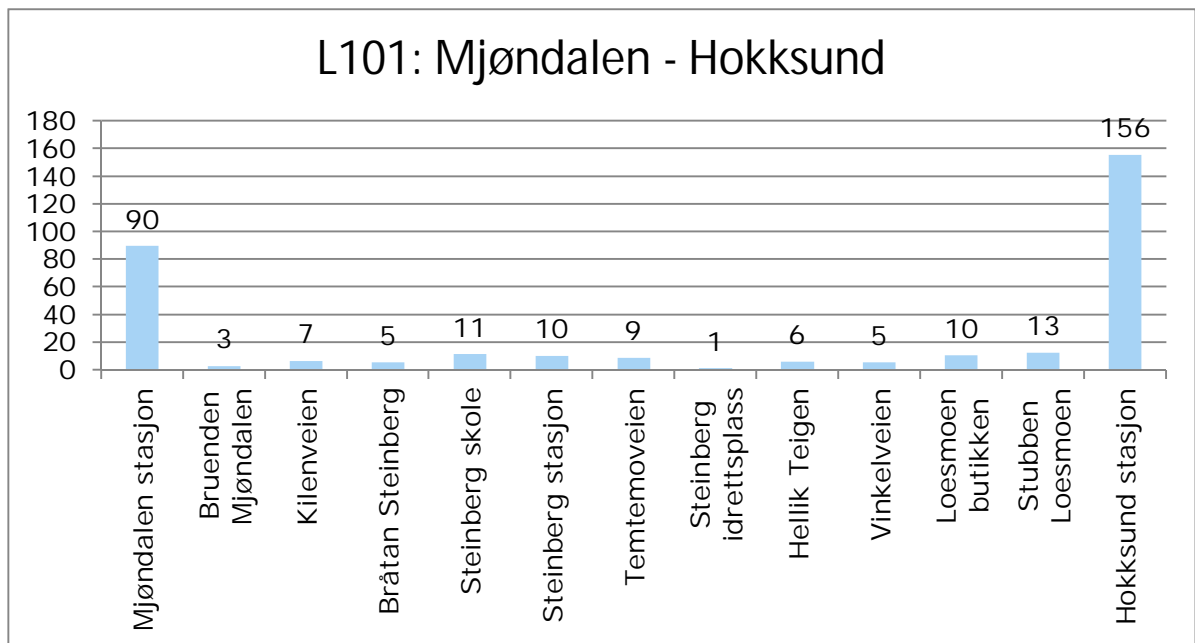 L101: Mjøndalen - Hokksund
180
160
140
120
100
80
60
40
20
0
90
3
7
5
11
10
9
1
6
5
10
13
156
Mjøndalen stasjon
Bruenden
Mjøndalen
Kilenveien
Bråtan Steinberg
Steinberg skole
Steinberg stasjon
Temtemoveien
Steinberg
idrettsplass
Hellik Teigen
Vinkelveien
Loesmoen
butikken
Stubben
Loesmoen
Hokksund stasjon